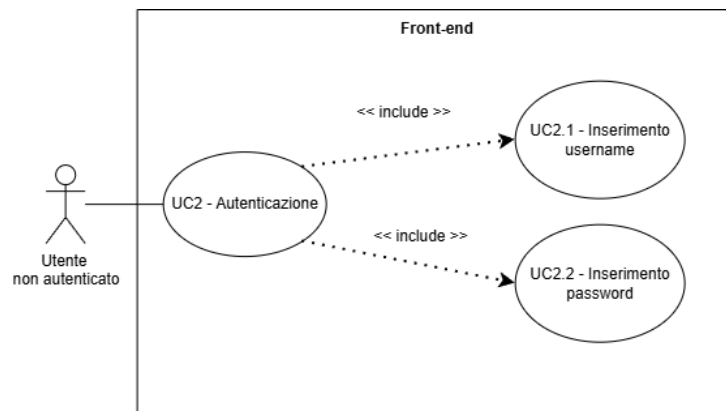 Front-end
<< include >>
UC2.1 - Inserimento
username
UC2 - Autenticazione
<< include >>
Utente
non autenticato
UC2.2 - Inserimento
password